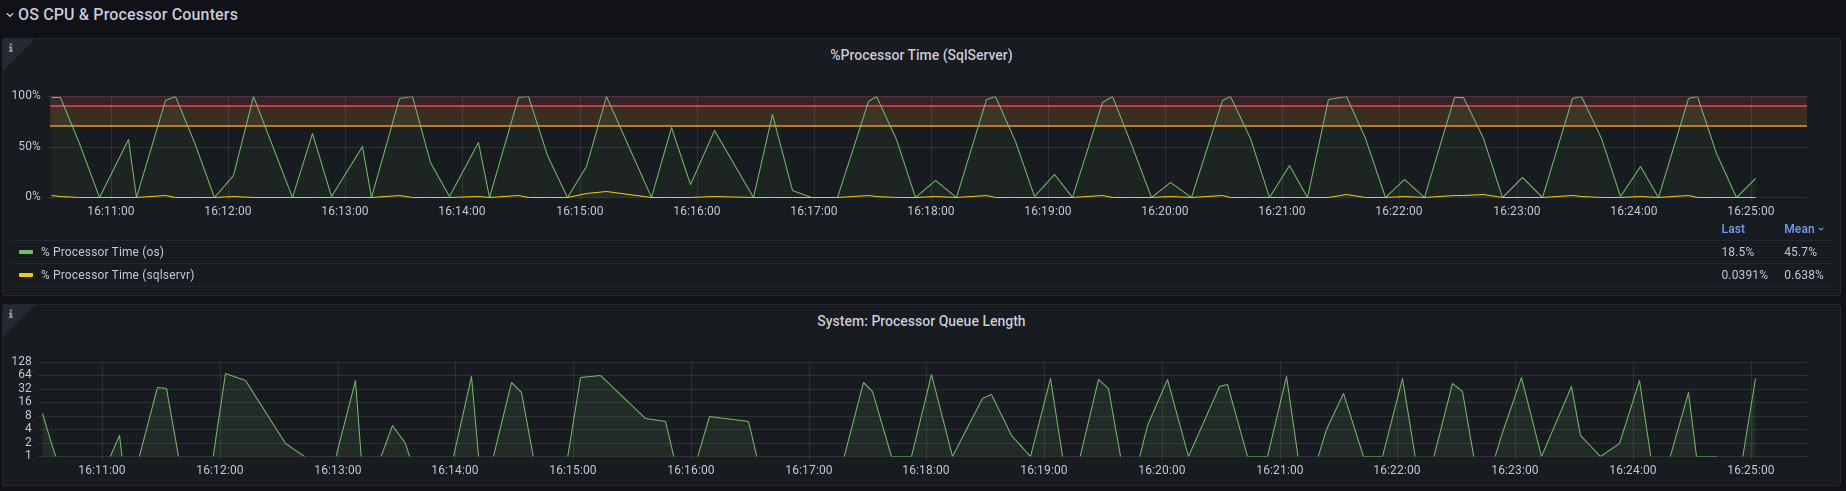 OS CPU & Processor Counters
i
%Processor Time (SqlServer)
100%
50%
0%
16:11:00 16:12:00 16:13:00 16:14:00 16:15:00 16:16:00 16:17:00 16:18:00 16:19:00 16:20:00 16:21:00 16:22:00 16:23:00 16:24:00 16:25:00
Last Mean
% Processor Time (os) 18.5% 45.7%
% Processor Time (sqlservr) 0.0391% 0.638%
i
System: Processor Queue Length
128
64
32
16
8
4
2
1
16:11:00 16:12:00 16:13:00 16:14:00 16:15:00 16:16:00 16:17:00 16:18:00 16:19:00 16:20:00 16:21:00 16:22:00 16:23:00 16:24:00 16:25:00